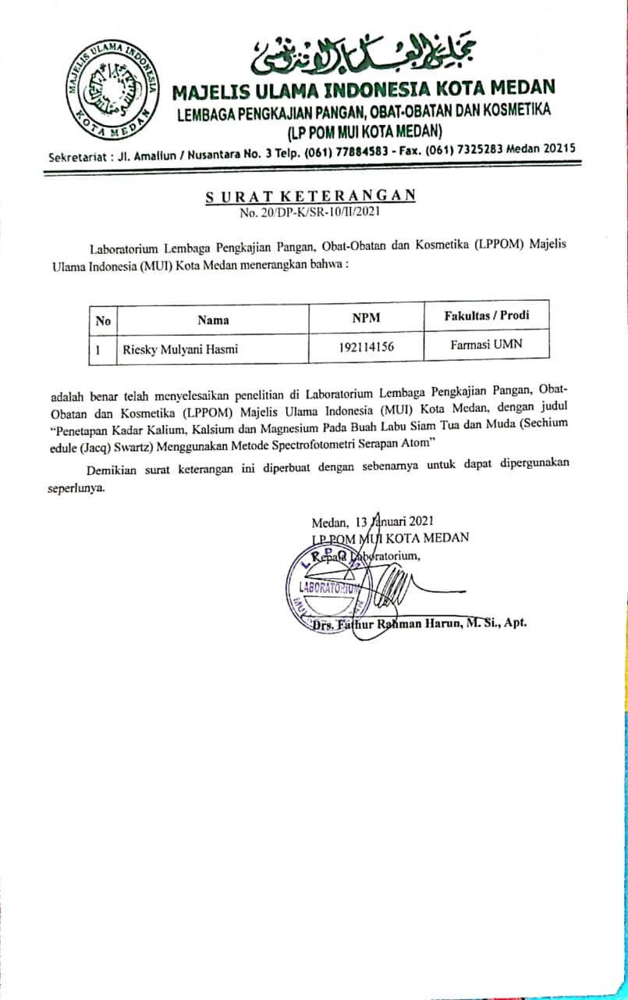 MAJELIS ULAMA INDONESIA
KOTA MEDAN
مجلس العلماء الإندونيسي
MAJELIS ULAMA INDONESIA KOTA MEDAN
LEMBAGA PENGKAJIAN PANGAN, OBAT-OBATAN DAN KOSMETIKA
(LP POM MUI KOTA MEDAN)
Sekretariat : Jl. Amaliun / Nusantara No. 3 Telp. (061) 77884583 - Fax. (061) 7325283 Medan 20215
SURAT KETERANGAN
No. 20/DP-K/SR-10/II/2021
Laboratorium Lembaga Pengkajian Pangan, Obat-Obatan dan Kosmetika (LPPOM) Majelis
Ulama Indonesia (MUI) Kota Medan menerangkan bahwa :
No Nama NPM Fakultas / Prodi
1 Riesky Mulyani Hasmi 192114156 Farmasi UMN
adalah benar telah menyelesaikan penelitian di Laboratorium Lembaga Pengkajian Pangan, Obat-
Obatan dan Kosmetika (LPPOM) Majelis Ulama Indonesia (MUI) Kota Medan, dengan judul
“Penetapan Kadar Kalium, Kalsium dan Magnesium Pada Buah Labu Siam Tua dan Muda (Sechium
edule (Jacq) Swartz) Menggunakan Metode Spectrofotometri Serapan Atom”
Demikian surat keterangan ini diperbuat dengan sebenarnya untuk dapat dipergunakan
seperlunya.
Medan, 13 Januari 2021
LP POM MUI KOTA MEDAN
Kepala Laboratorium,
LPPOM
LABORATORIUM
Drs. Fathur Rahman Harun, M. Si., Apt.